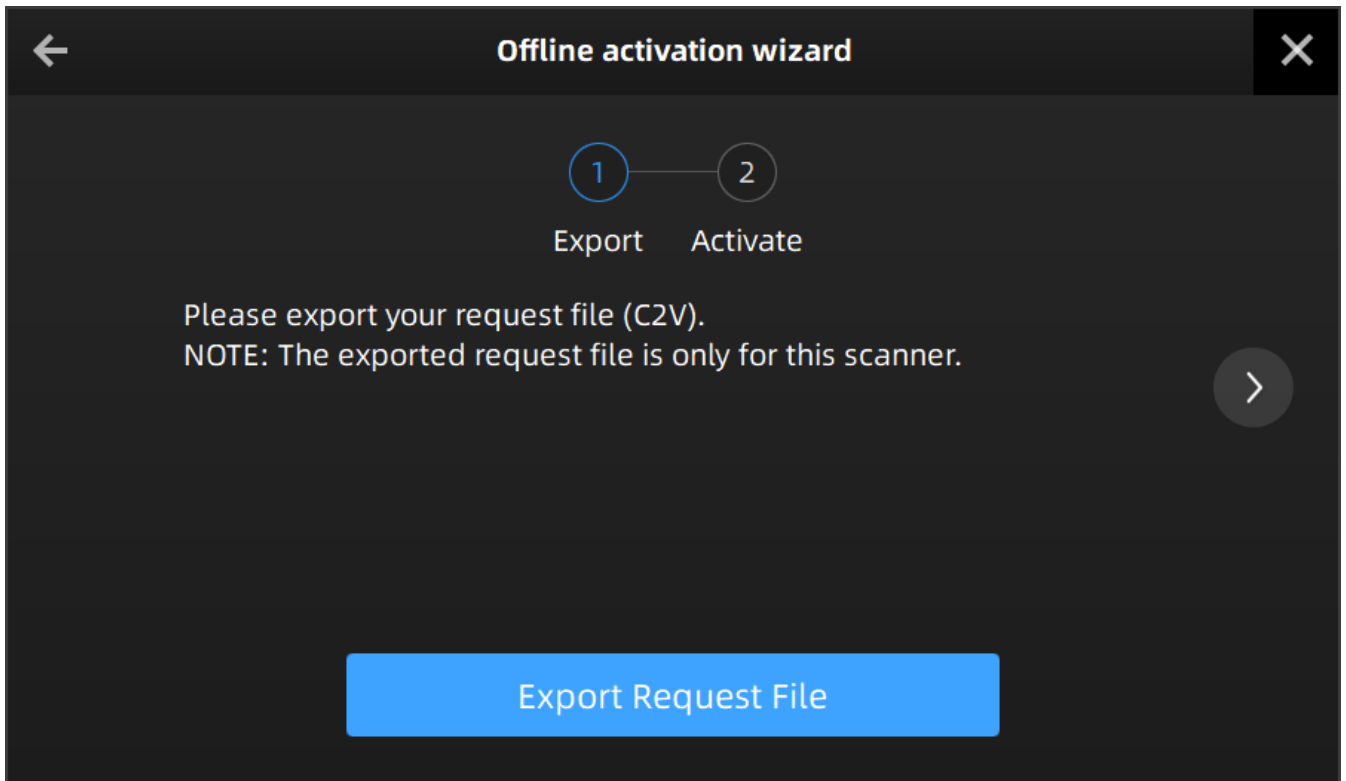 Offline activation wizard
1
2
Export
Activate
Please export your request file (C2V).
NOTE: The exported request file is only for this scanner.
Export Request File